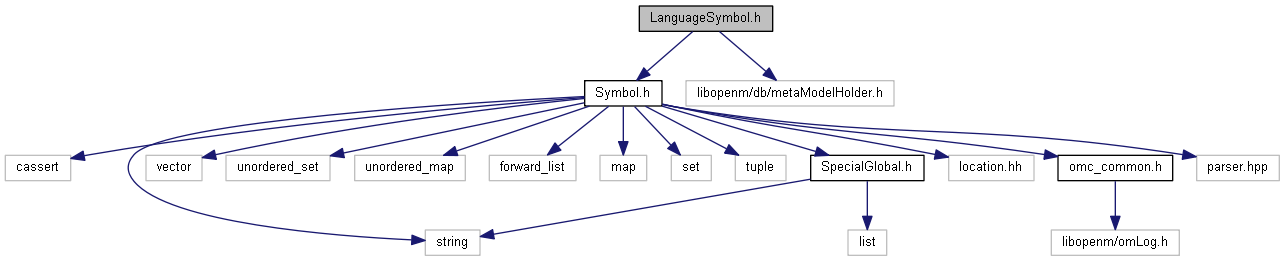 LanguageSymbol.h
Symbol.h
libopenm/db/metaModelHolder.h
cassert
vector
unordered_set
unordered_map
forward_list
map
set
tuple
SpecialGlobal.h
location.hh
omc_common.h
parser.hpp
string
list
libopenm/omLog.h